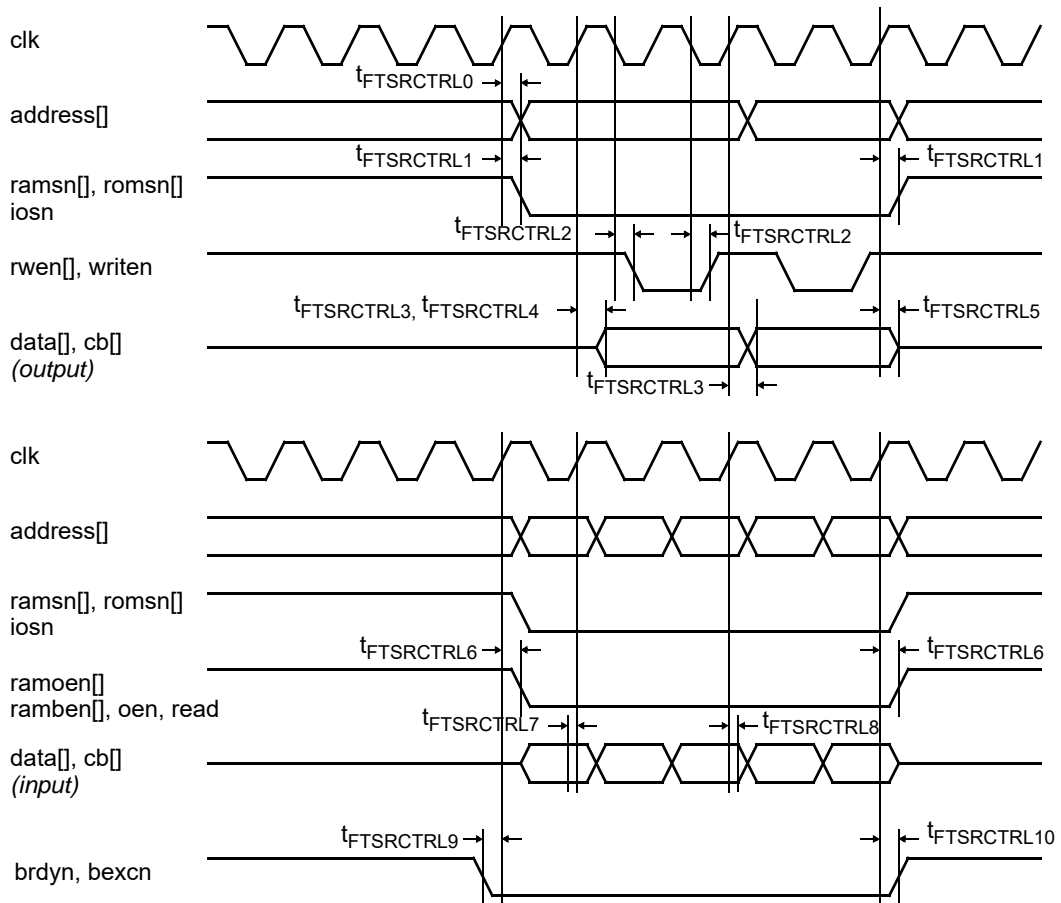 clk
tFTSRCTRL0
address[]
tFTSRCTRL1 tFTSRCTRL1
ramsn[], romsn[]
iosn
tFTSRCTRL2 tFTSRCTRL2
rwen[], writen
tFTSRCTRL3, tFTSRCTRL4 tFTSRCTRL5
data[], cb[]
(output)
tFTSRCTRL3
clk
address[]
ramsn[], romsn[]
iosn
tFTSRCTRL6 tFTSRCTRL6
ramoen[]
ramben[], oen, read
tFTSRCTRL7 tFTSRCTRL8
data[], cb[]
(input)
tFTSRCTRL9 tFTSRCTRL10
brdyn, bexcn